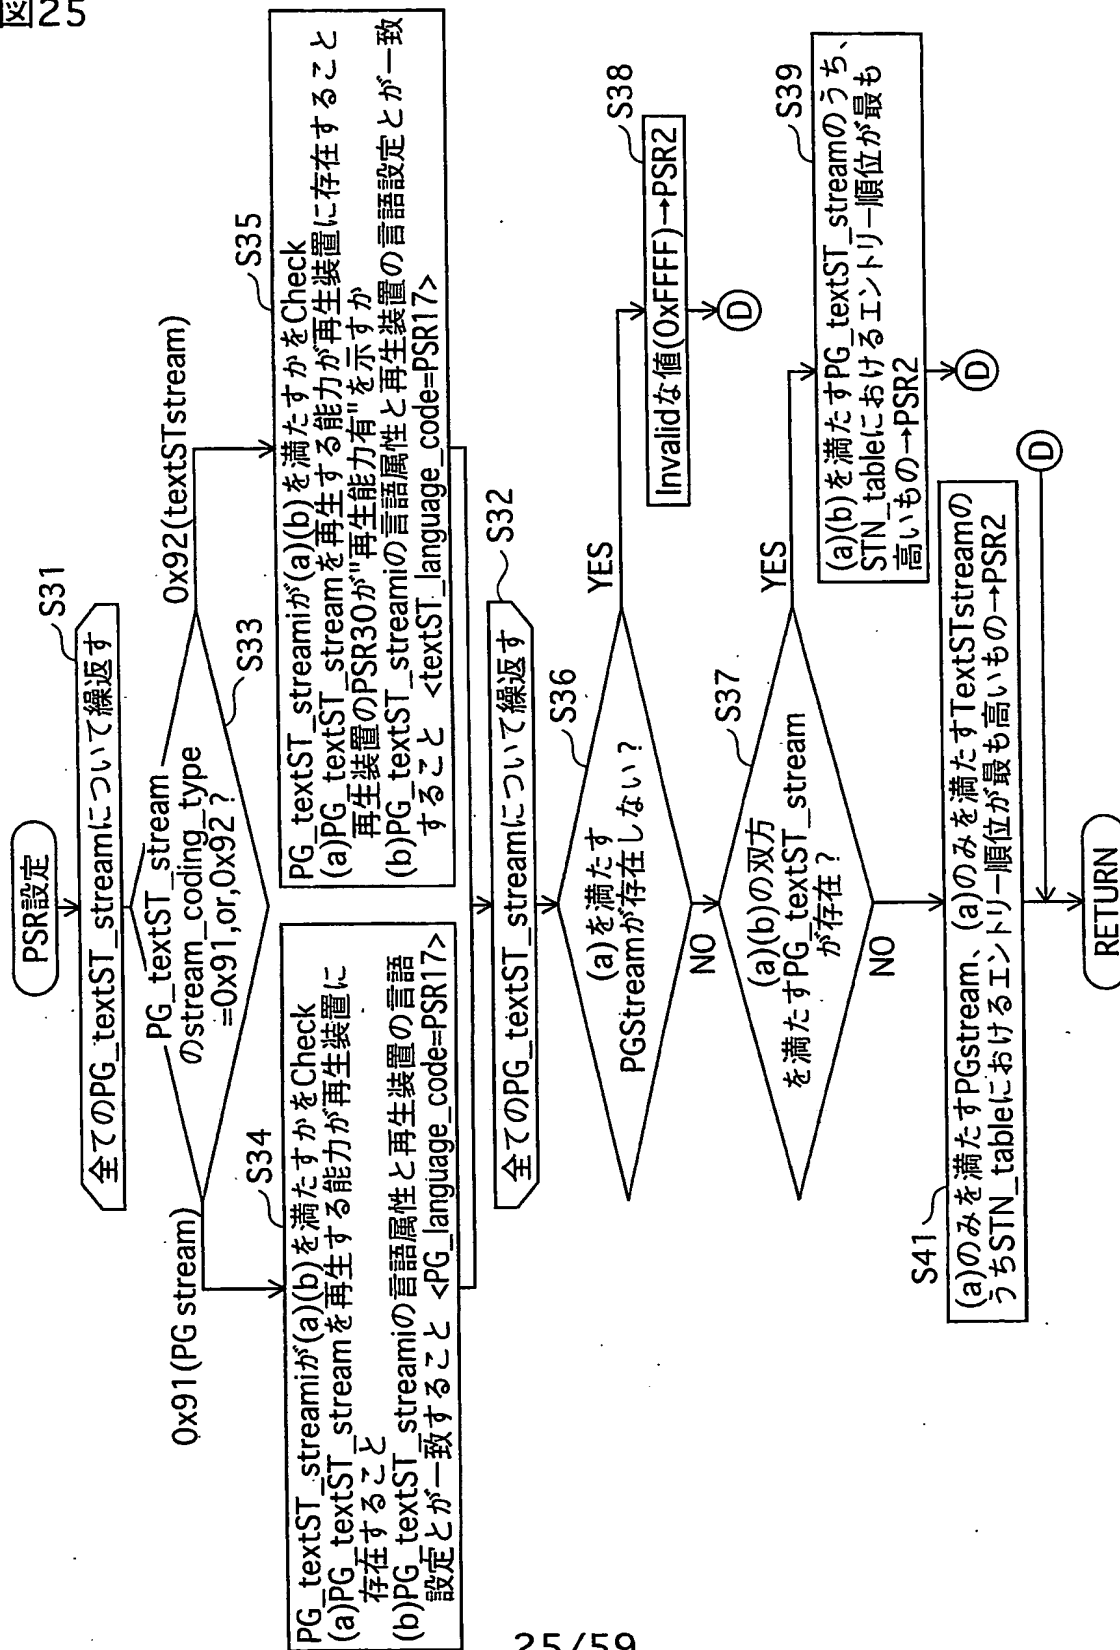 図25
PSR設定
S31
全てのPG_textST_streamについて繰返す
PG_textST_stream
のstream_coding_type
=0x91,or,0x92?
S33
0x91(PG stream)
0x92(textSTstream)
S34
PG_textST_streamiが(a)(b)を満たすかをCheck
(a)PG_textST_streamを再生する能力が再生装置に
存在すること
(b)PG_textST_streamiの言語属性と再生装置の言語
設定とが一致すること <PG_language_code=PSR17>
S35
PG_textST_streamiが(a)(b)を満たすかをCheck
(a)PG_textST_streamを再生する能力が再生装置に存在すること
再生装置のPSR30が"再生能力有"を示すか
(b)PG_textST_streamiの言語属性と再生装置の言語設定とが一致
すること <textST_language_code=PSR17>
S32
全てのPG_textST_streamについて繰返す
S36
(a)を満たす
PGStreamが存在しない?
YES
NO
S38
Invalidな値(0xFFFF)→PSR2
D
S37
(a)(b)の双方
を満たすPG_textST_stream
が存在?
YES
NO
S39
(a)(b)を満たすPG_textST_streamのうち、
STN_tableにおけるエントリー順位が最も
高いもの→PSR2
D
S41
(a)のみを満たすPGstream、(a)のみを満たすTextSTstreamの
うちSTN_tableにおけるエントリー順位が最も高いもの→PSR2
D
RETURN
25/59